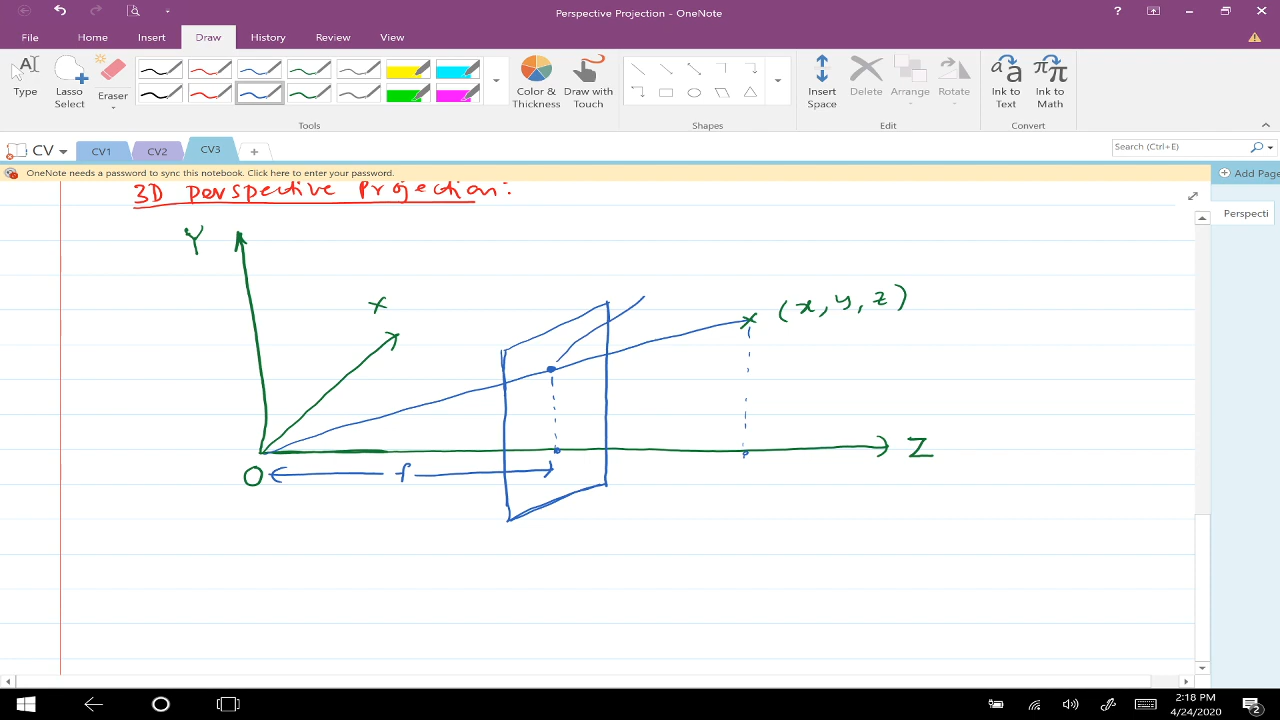 Perspective Projection - OneNote
?
File Home Insert Draw History Review View
Type
Lasso Select
Eraser
Color & Thickness
Draw with Touch
Insert Space
Delete
Arrange
Rotate
Ink to Text
Ink to Math
Tools
Shapes
Edit
Convert
CV CV1 CV2 CV3 +
Search (Ctrl+E)
OneNote needs a password to sync this notebook. Click here to enter your password.
Add Page
Perspecti
3D Perspective Projection:
Y
X
(x, y, z)
Z
O
f
2:18 PM
4/24/2020
2